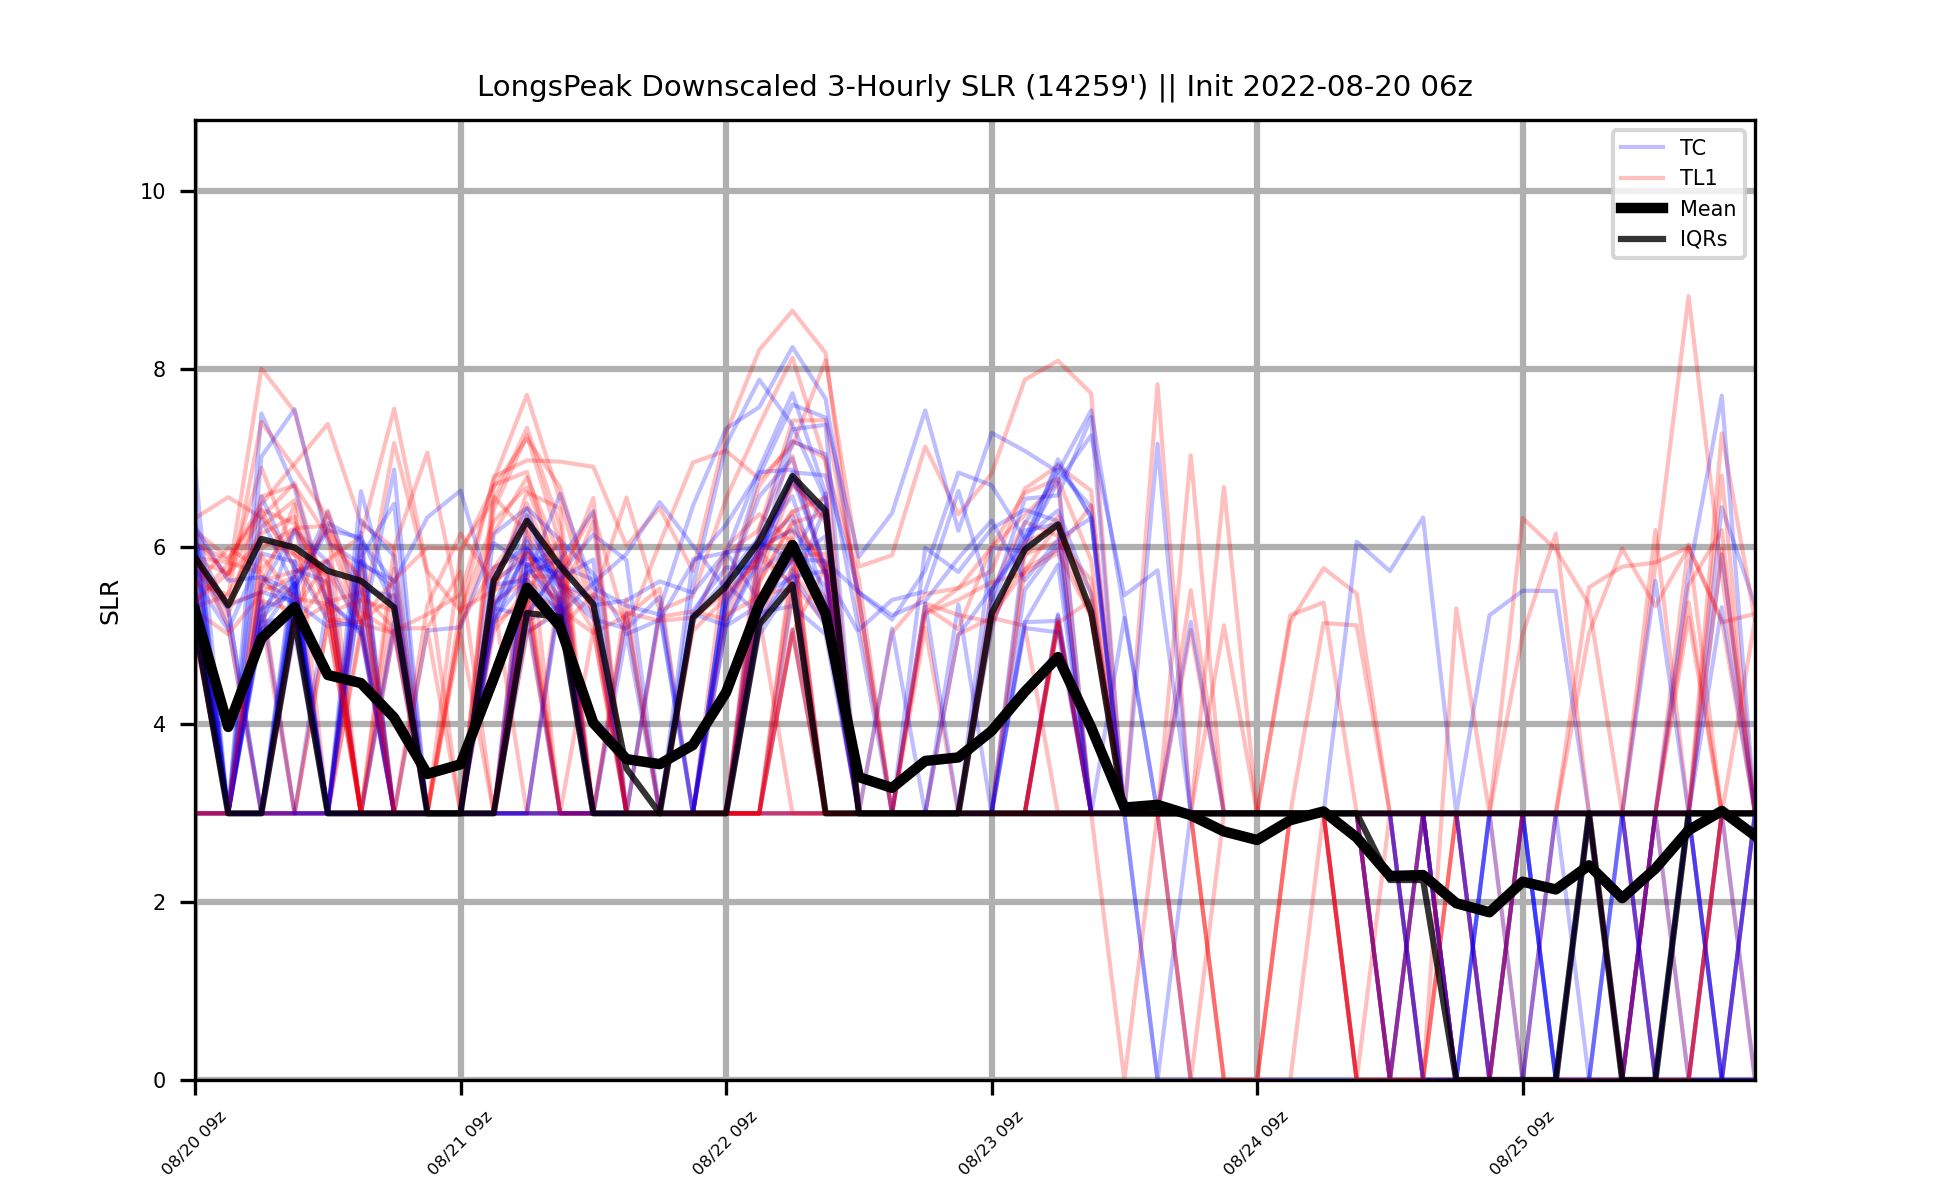 LongsPeak Downscaled 3-Hourly SLR (14259') || Init 2022-08-20 06z
TC
TL1
Mean
IQRs
10
8
6
4
2
0
SLR
08/20 09z
08/21 09z
08/22 09z
08/23 09z
08/24 09z
08/25 09z